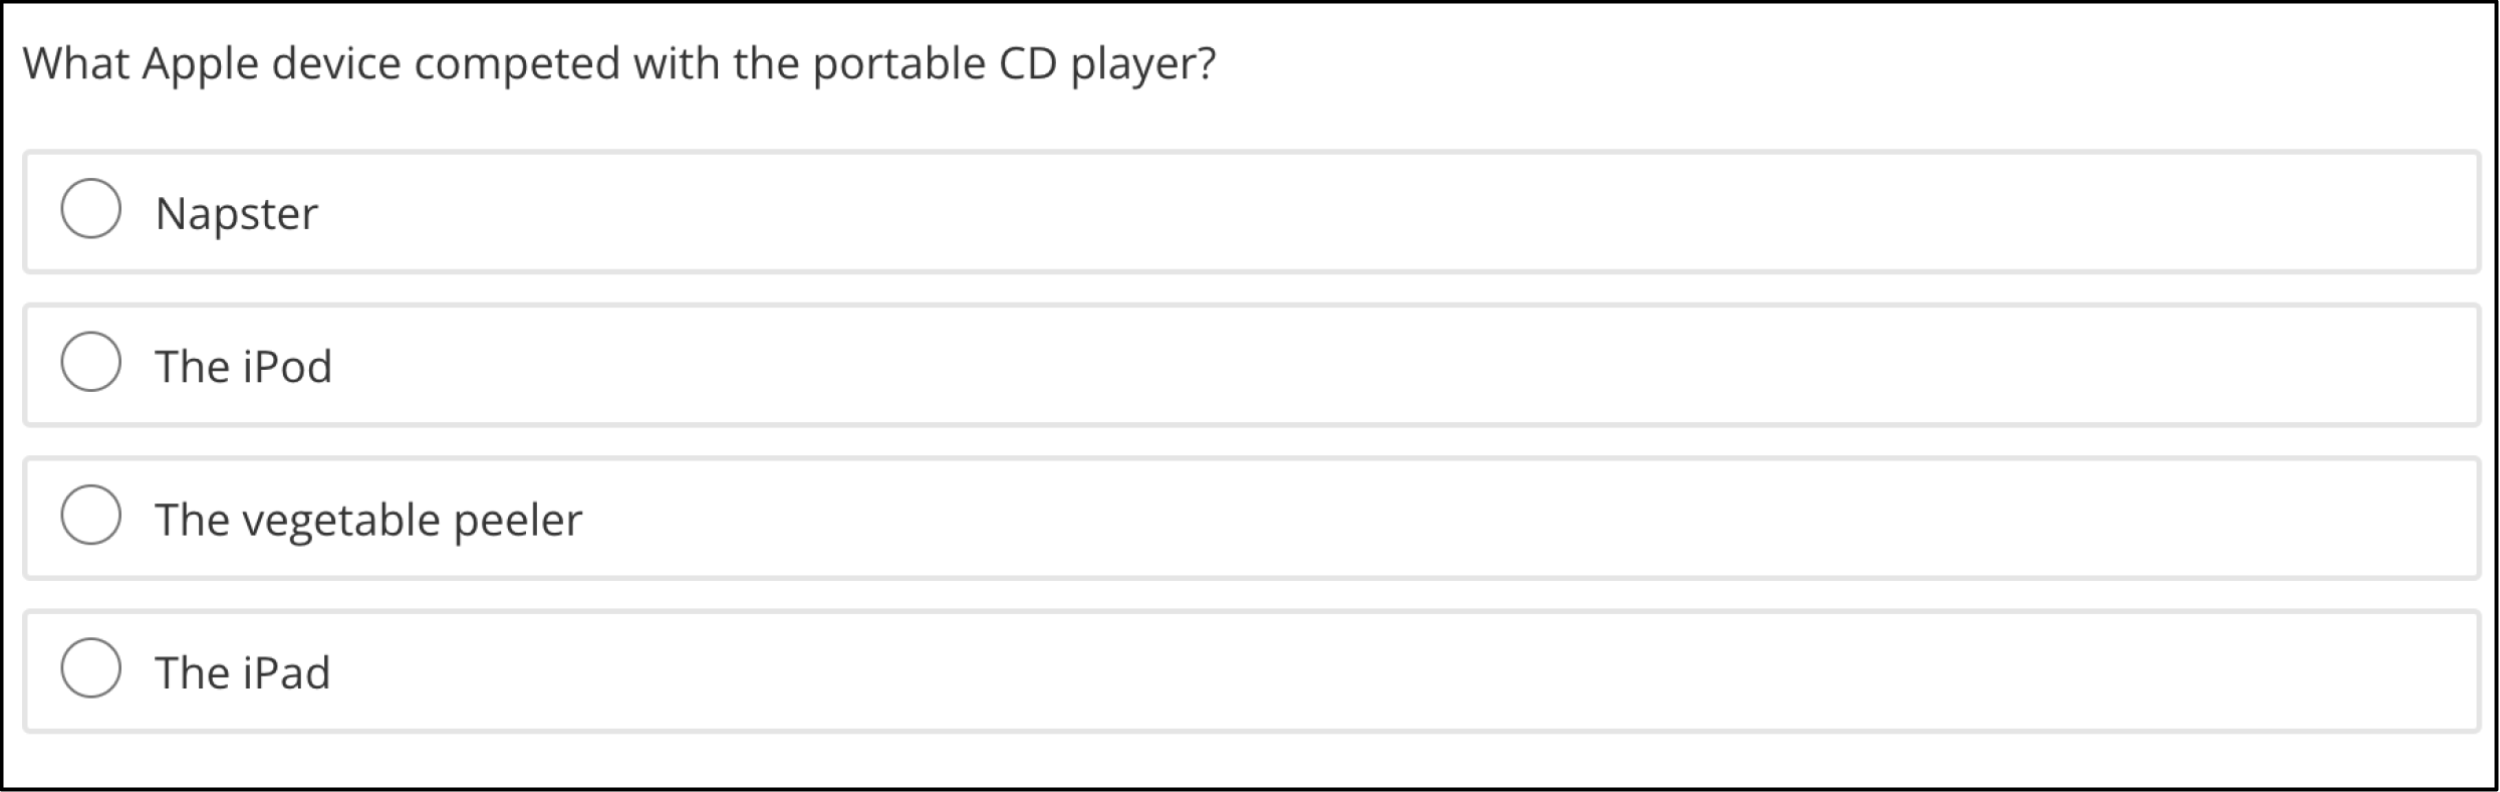 What Apple device competed with the portable CD player?
Napster
The iPod
The vegetable peeler
The iPad